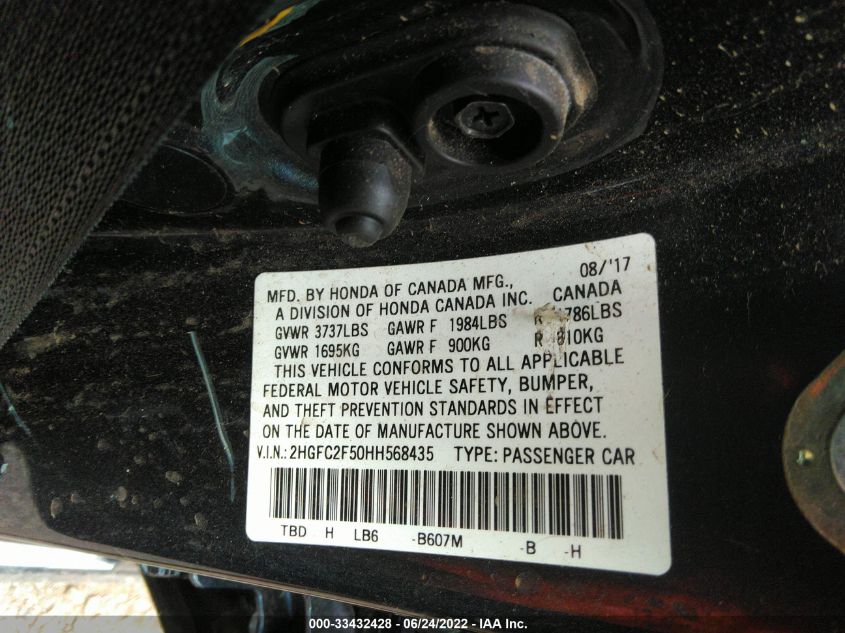 MFD. BY HONDA OF CANADA MFG., 08/'17
A DIVISION OF HONDA CANADA INC. CANADA
GVWR 3737LBS GAWR F 1984LBS R 1786LBS
GVWR 1695KG GAWR F 900KG R 810KG
THIS VEHICLE CONFORMS TO ALL APPLICABLE
FEDERAL MOTOR VEHICLE SAFETY, BUMPER,
AND THEFT PREVENTION STANDARDS IN EFFECT
ON THE DATE OF MANUFACTURE SHOWN ABOVE.
V.I.N.: 2HGFC2F50HH568435 TYPE: PASSENGER CAR
TBD H LB6 -B607M -B -H
000-33432428 - 06/24/2022 - IAA Inc.